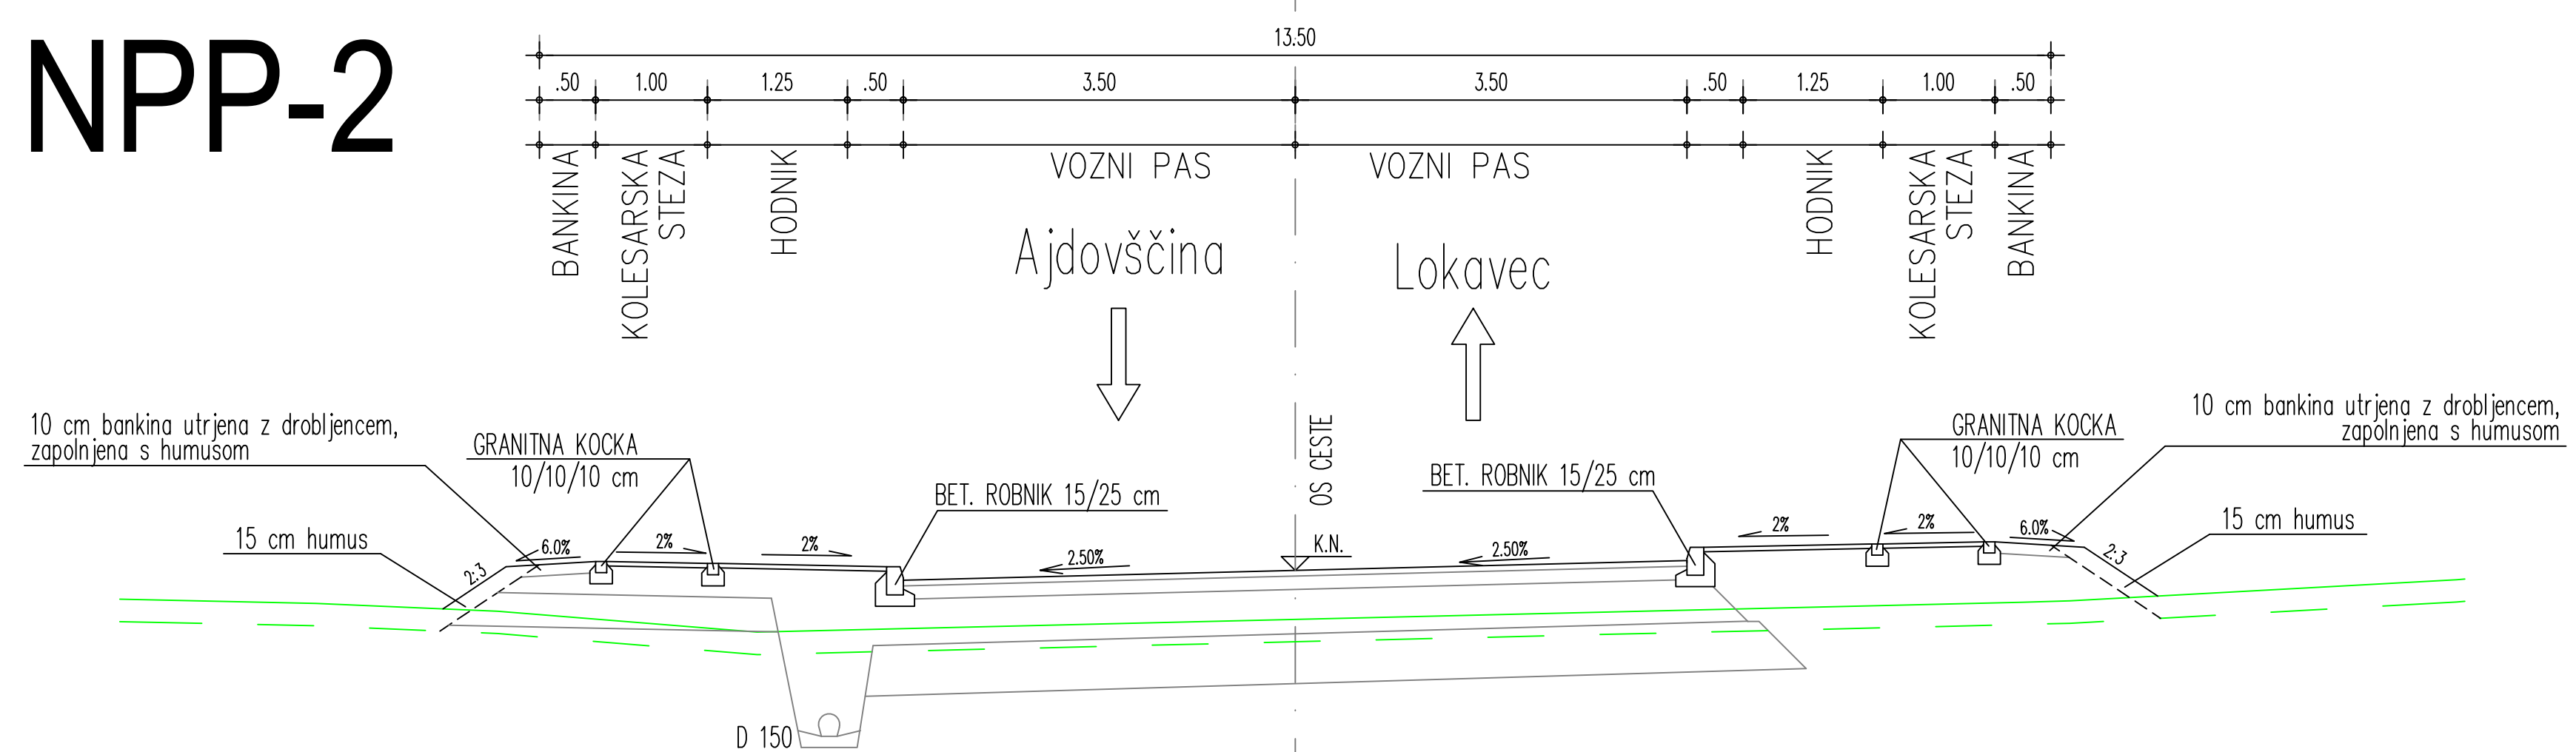 NPP-2
13.50
.50 1.00 1.25 .50 3.50 3.50 .50 1.25 1.00 .50
BANKINA
KOLESARSKA
STEZA
HODNIK
VOZNI PAS
VOZNI PAS
HODNIK
KOLESARSKA
STEZA
BANKINA
Ajdovščina
Lokavec
10 cm bankina utrjena z drobljencem,
zapolnjena s humusom
GRANITNA KOCKA
10/10/10 cm
15 cm humus
BET. ROBNIK 15/25 cm
OS CESTE
K.N.
BET. ROBNIK 15/25 cm
GRANITNA KOCKA
10/10/10 cm
10 cm bankina utrjena z drobljencem,
zapolnjena s humusom
15 cm humus
2:3
6.0%
2%
2%
2.50%
2.50%
2%
2%
6.0%
2:3
D 150